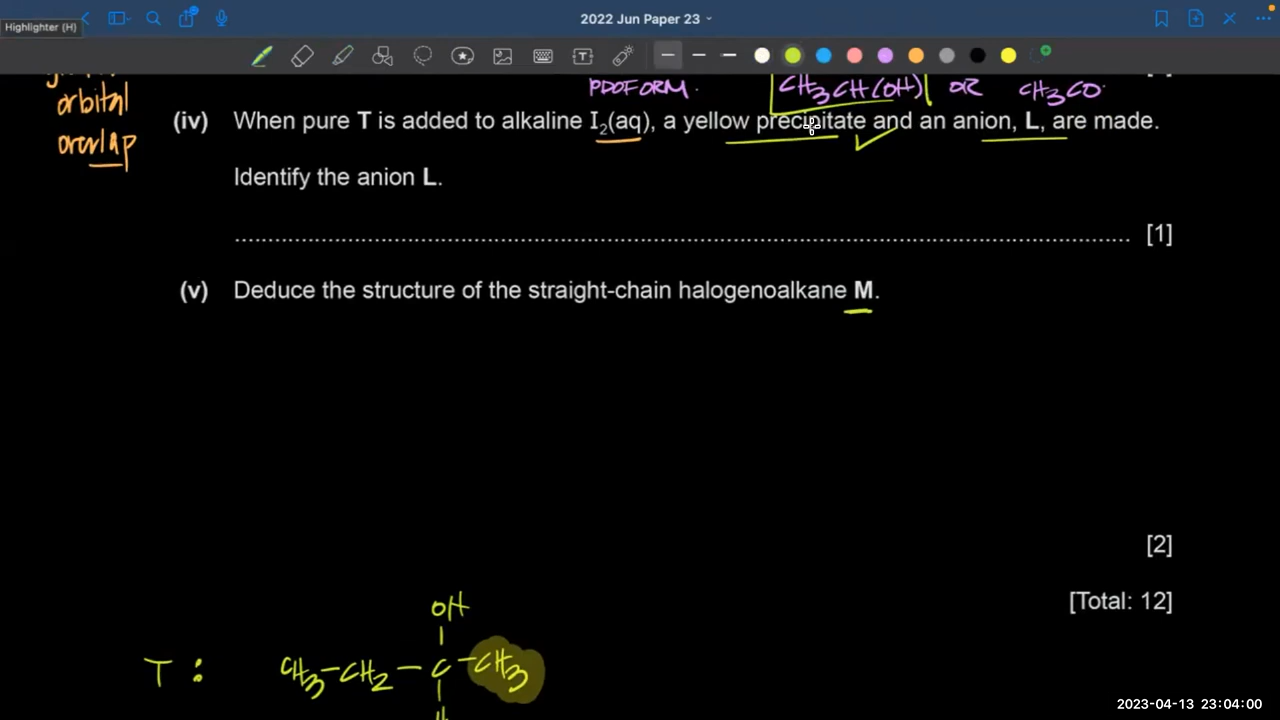 2022 Jun Paper 23
Highlighter (H)
orbital
overlap
CH3CH(OH) OR CH3CO
(iv) When pure T is added to alkaline I2(aq), a yellow precipitate and an anion, L, are made.
Identify the anion L.
[1]
(v) Deduce the structure of the straight-chain halogenoalkane M.
[2]
[Total: 12]
OH
T : CH3-CH2-C-CH3
H
2023-04-13 23:04:00